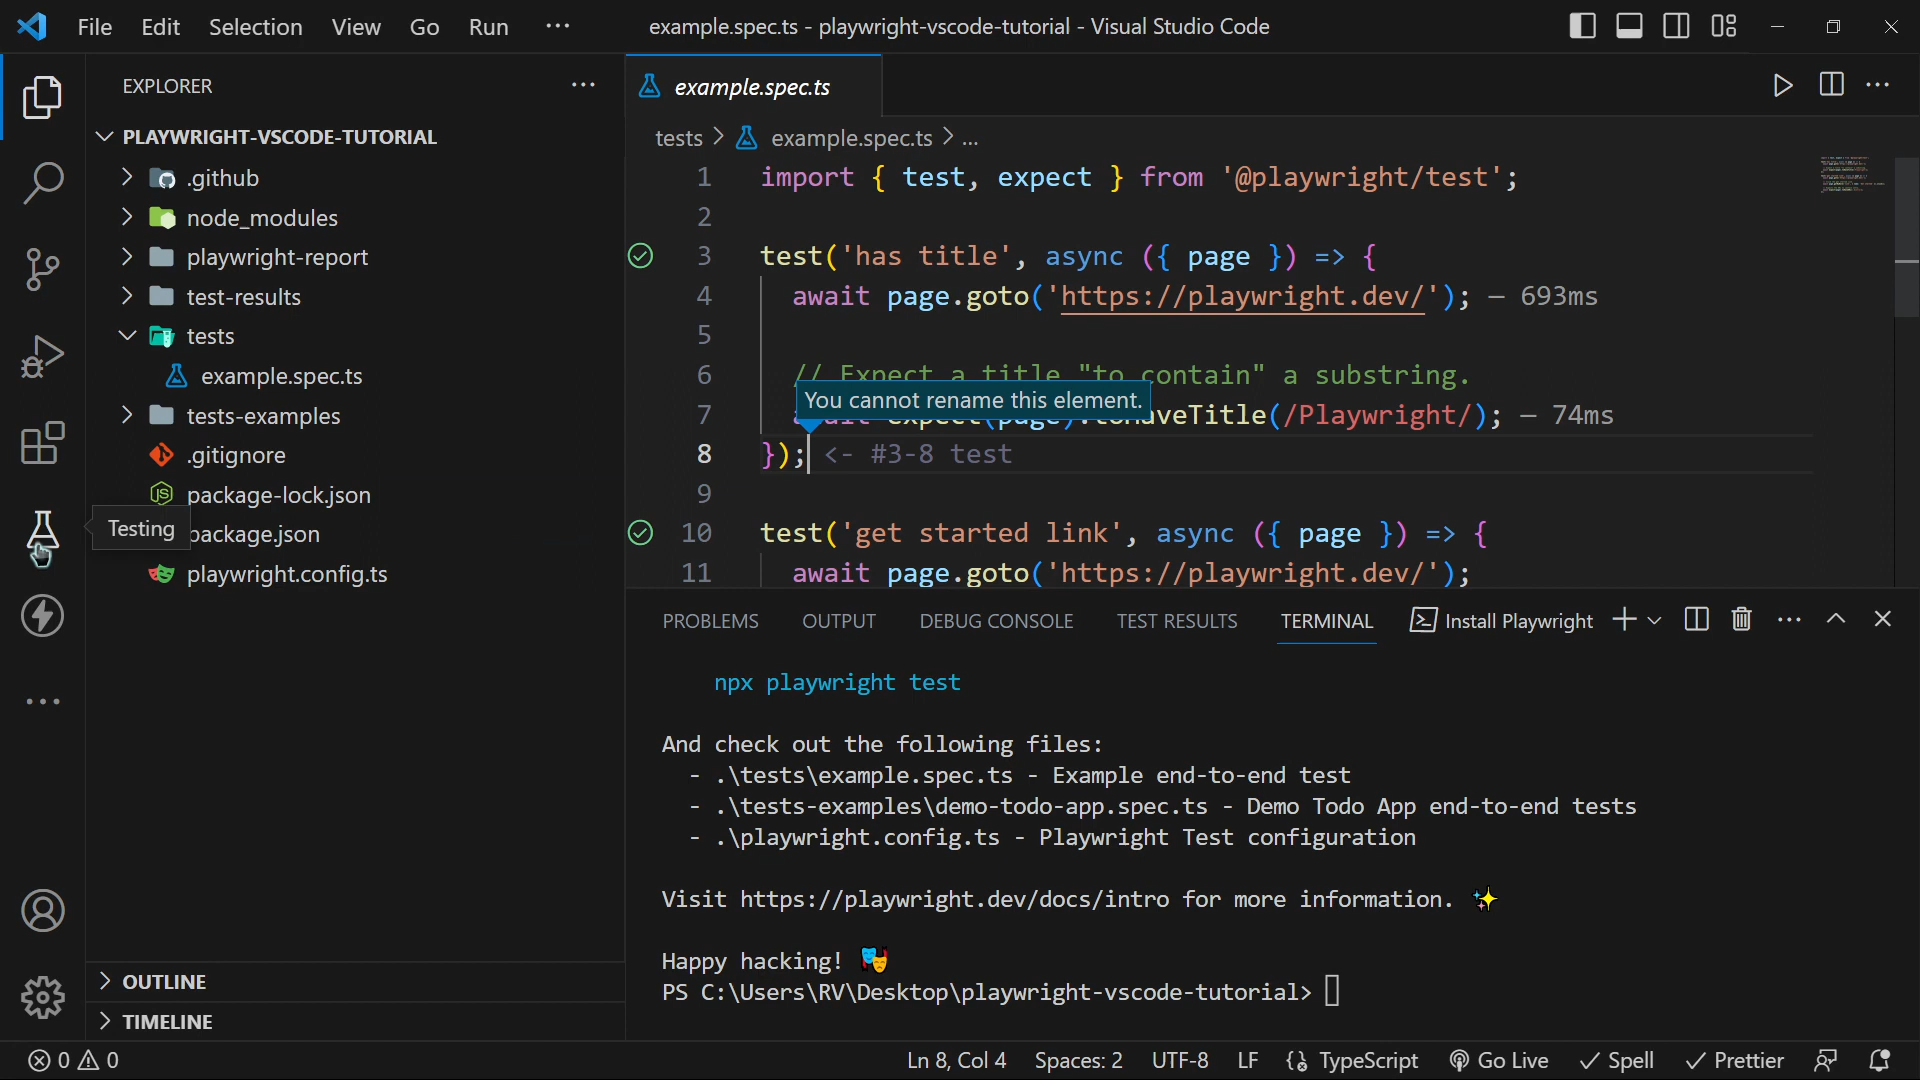 File Edit Selection View Go Run ··· example.spec.ts - playwright-vscode-tutorial - Visual Studio Code
EXPLORER ···
PLAYWRIGHT-VSCODE-TUTORIAL
.github
node_modules
playwright-report
test-results
tests
example.spec.ts
tests-examples
.gitignore
package-lock.json
package.json
playwright.config.ts
Testing
OUTLINE
TIMELINE
example.spec.ts
tests > example.spec.ts > ...
1 import { test, expect } from '@playwright/test';
2
3 test('has title', async ({ page }) => {
4 await page.goto('https://playwright.dev/'); — 693ms
5
6 // Expect a title "to contain" a substring.
You cannot rename this element.
7 await expect(page).toHaveTitle(/Playwright/); — 74ms
8 }); <- #3-8 test
9
10 test('get started link', async ({ page }) => {
11 await page.goto('https://playwright.dev/');
PROBLEMS OUTPUT DEBUG CONSOLE TEST RESULTS TERMINAL Install Playwright
npx playwright test
And check out the following files:
- .\tests\example.spec.ts - Example end-to-end test
- .\tests-examples\demo-todo-app.spec.ts - Demo Todo App end-to-end tests
- .\playwright.config.ts - Playwright Test configuration
Visit https://playwright.dev/docs/intro for more information. ✨
Happy hacking! 🎭
PS C:\Users\RV\Desktop\playwright-vscode-tutorial>
0 0 Ln 8, Col 4 Spaces: 2 UTF-8 LF TypeScript Go Live Spell Prettier